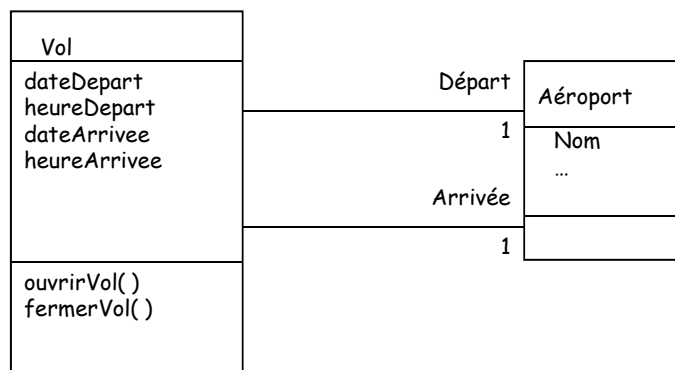 Vol
dateDepart
heureDepart
dateArrivee
heureArrivee
ouvrirVol( )
fermerVol( )
Départ
1
Arrivée
1
Aéroport
Nom
…